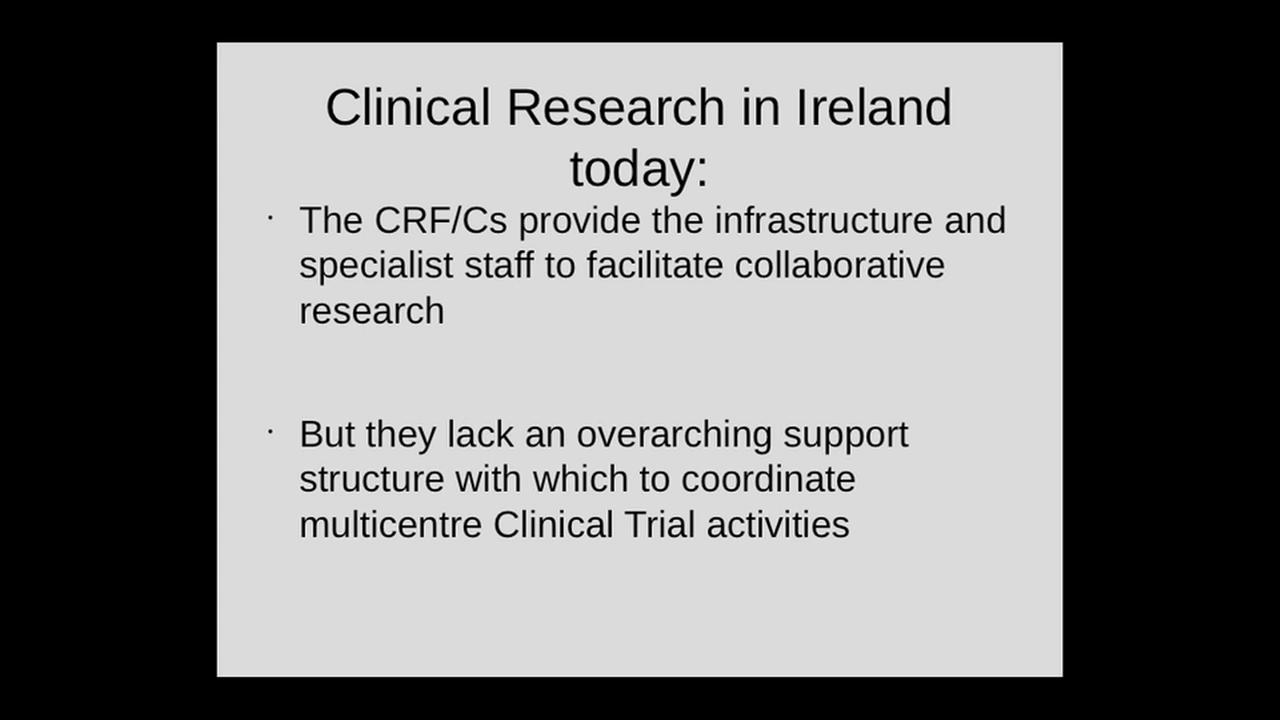 Clinical Research in Ireland
today:
· The CRF/Cs provide the infrastructure and
specialist staff to facilitate collaborative
research
· But they lack an overarching support
structure with which to coordinate
multicentre Clinical Trial activities